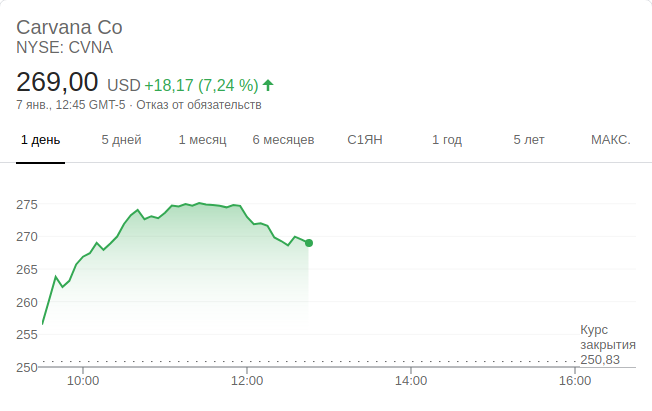 Carvana Co
NYSE: CVNA
269,00 USD +18,17 (7,24 %)
7 янв., 12:45 GMT-5 · Отказ от обязательств
1 день 5 дней 1 месяц 6 месяцев С1ЯН 1 год 5 лет МАКС.
275
270
265
260
255
250
Курс
закрытия
250,83
10:00 12:00 14:00 16:00